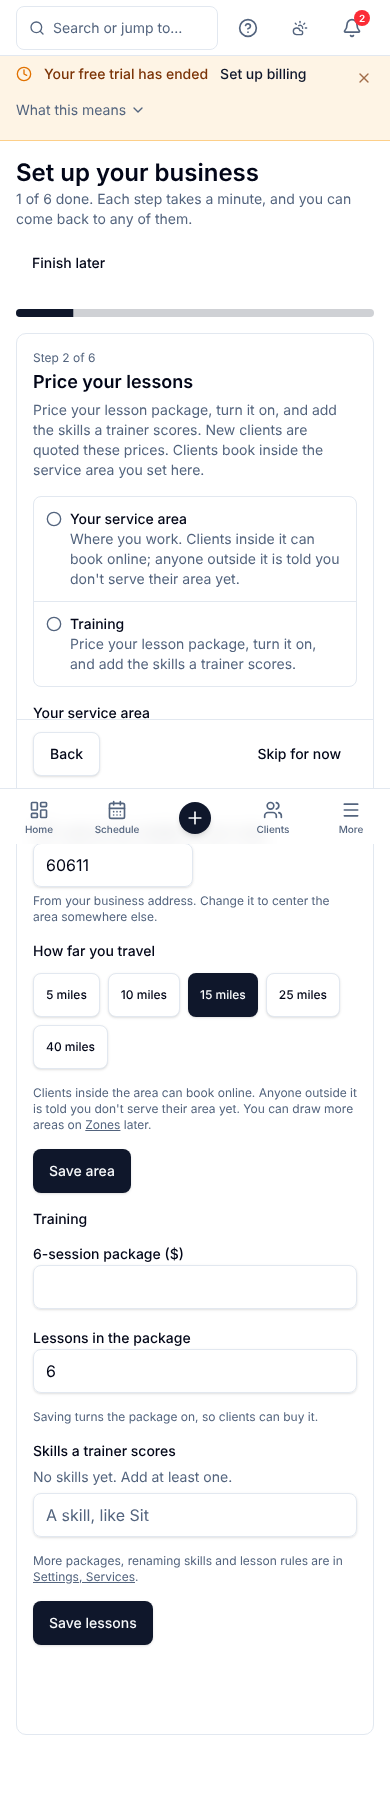 Search or jump to...
2
Your free trial has ended Set up billing
What this means
Set up your business
1 of 6 done. Each step takes a minute, and you can
come back to any of them.
Finish later
Step 2 of 6
Price your lessons
Price your lesson package, turn it on, and add
the skills a trainer scores. New clients are
quoted these prices. Clients book inside the
service area you set here.
Your service area
Where you work. Clients inside it can
book online; anyone outside it is told you
don't serve their area yet.
Training
Price your lesson package, turn it on,
and add the skills a trainer scores.
Your service area
Back Skip for now
Home Schedule Clients More
60611
From your business address. Change it to center the
area somewhere else.
How far you travel
5 miles 10 miles 15 miles 25 miles
40 miles
Clients inside the area can book online. Anyone outside it
is told you don't serve their area yet. You can draw more
areas on Zones later.
Save area
Training
6-session package ($)
Lessons in the package
6
Saving turns the package on, so clients can buy it.
Skills a trainer scores
No skills yet. Add at least one.
A skill, like Sit
More packages, renaming skills and lesson rules are in
Settings, Services.
Save lessons